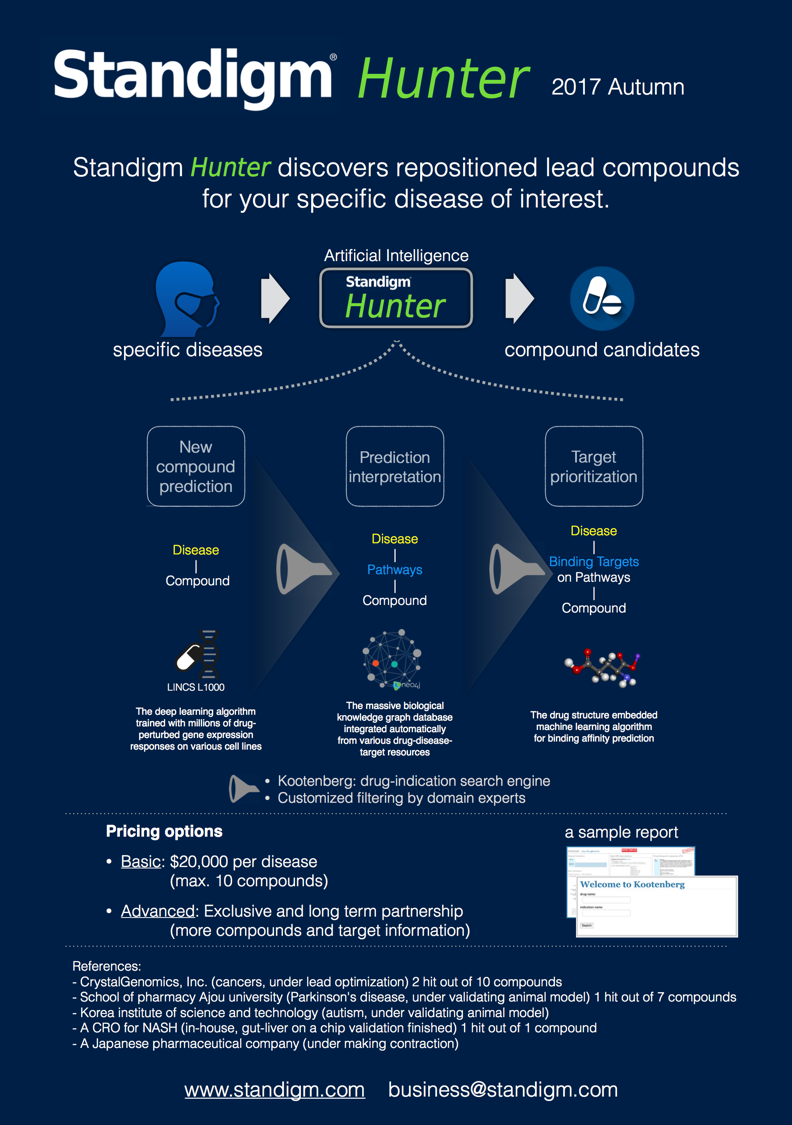 Standigm® Hunter 2017 Autumn
Standigm Hunter discovers repositioned lead compounds
for your specific disease of interest.
Artificial Intelligence
Standigm
Hunter
specific diseases
compound candidates
New
compound
prediction
Prediction
interpretation
Target
prioritization
Disease
Compound
Disease
Pathways
Compound
Disease
Binding Targets
on Pathways
Compound
LINCS L1000
The deep learning algorithm
trained with millions of drug-
perturbed gene expression
responses on various cell lines
neo4j
The massive biological
knowledge graph database
integrated automatically
from various drug-disease-
target resources
The drug structure embedded
machine learning algorithm
for binding affinity prediction
• Kootenberg: drug-indication search engine
• Customized filtering by domain experts
Pricing options
• Basic: $20,000 per disease
(max. 10 compounds)
• Advanced: Exclusive and long term partnership
(more compounds and target information)
a sample report
Welcome to Kootenberg
drug name
indication name
Search
References:
- CrystalGenomics, Inc. (cancers, under lead optimization) 2 hit out of 10 compounds
- School of pharmacy Ajou university (Parkinson's disease, under validating animal model) 1 hit out of 7 compounds
- Korea institute of science and technology (autism, under validating animal model)
- A CRO for NASH (in-house, gut-liver on a chip validation finished) 1 hit out of 1 compound
- A Japanese pharmaceutical company (under making contraction)
www.standigm.com business@standigm.com